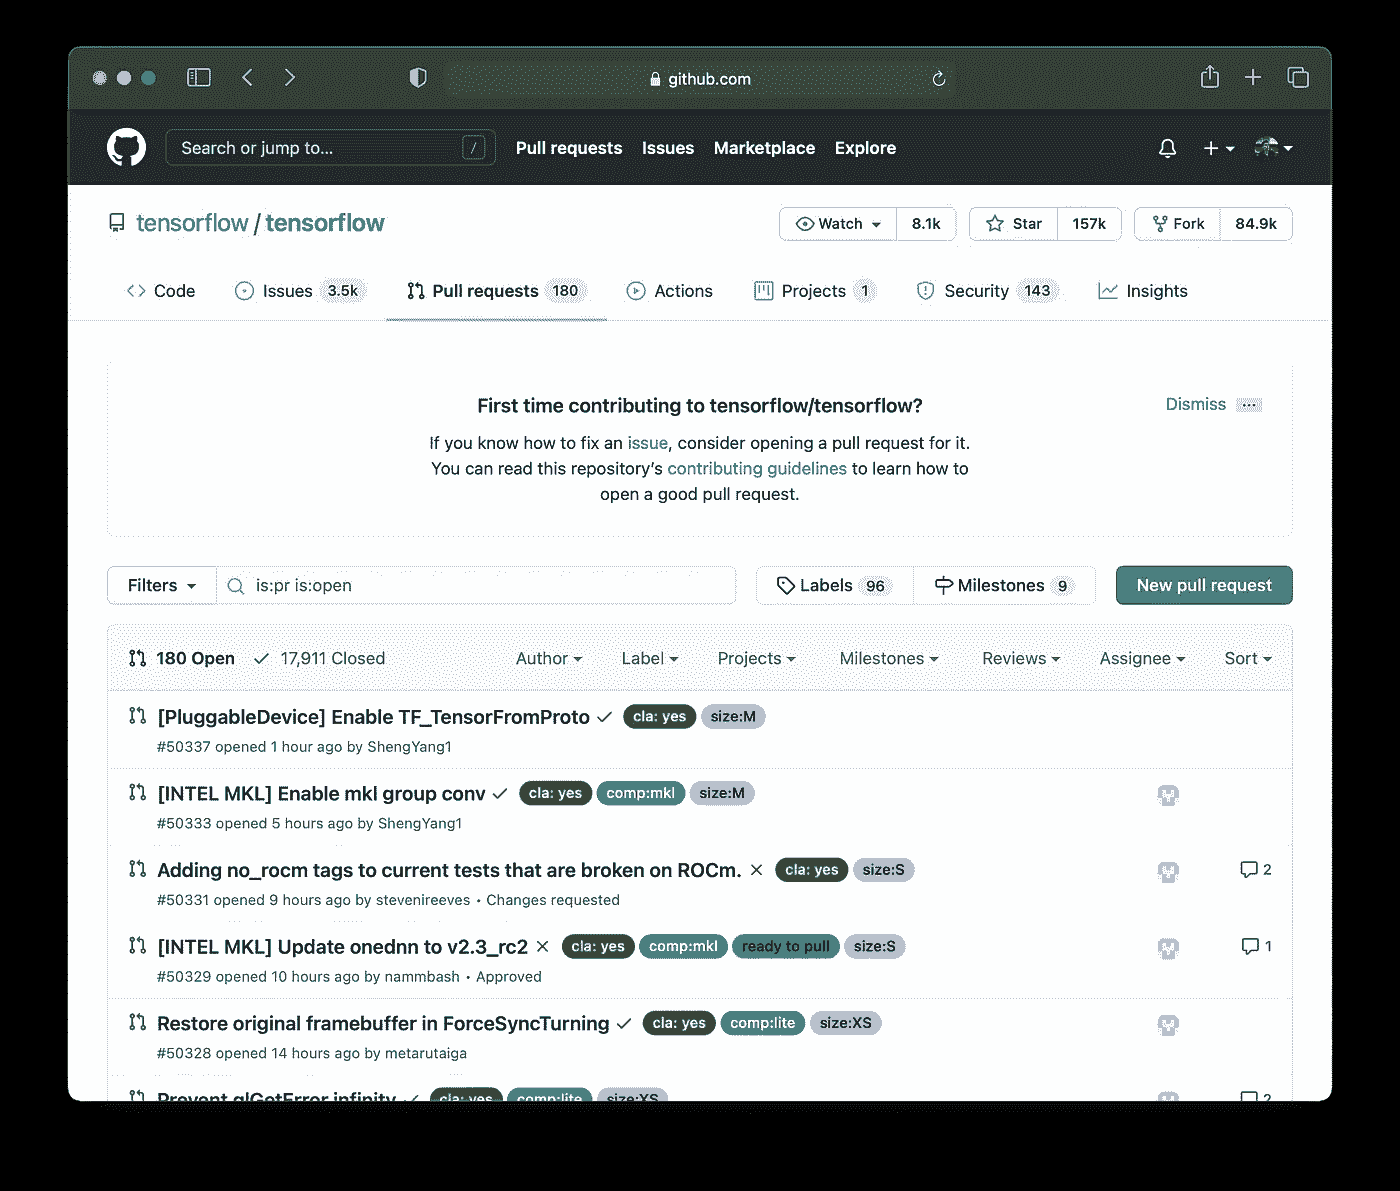 github.com
Search or jump to... /
Pull requests Issues Marketplace Explore
tensorflow / tensorflow
Watch 8.1k Star 157k Fork 84.9k
Code Issues 3.5k Pull requests 180 Actions Projects 1 Security 143 Insights
First time contributing to tensorflow/tensorflow?
Dismiss ...
If you know how to fix an issue, consider opening a pull request for it.
You can read this repository's contributing guidelines to learn how to
open a good pull request.
Filters is:pr is:open Labels 96 Milestones 9 New pull request
180 Open 17,911 Closed Author Label Projects Milestones Reviews Assignee Sort
[PluggableDevice] Enable TF_TensorFromProto cla: yes size:M
#50337 opened 1 hour ago by ShengYang1
[INTEL MKL] Enable mkl group conv cla: yes comp:mkl size:M
#50333 opened 5 hours ago by ShengYang1
Adding no_rocm tags to current tests that are broken on ROCm. cla: yes size:S 2
#50331 opened 9 hours ago by stevenireeves • Changes requested
[INTEL MKL] Update onednn to v2.3_rc2 cla: yes comp:mkl ready to pull size:S 1
#50329 opened 10 hours ago by nammbash • Approved
Restore original framebuffer in ForceSyncTurning cla: yes comp:lite size:XS
#50328 opened 14 hours ago by metarutaiga
Prevent glGetError infinity cla: yes comp:lite size:XS 2